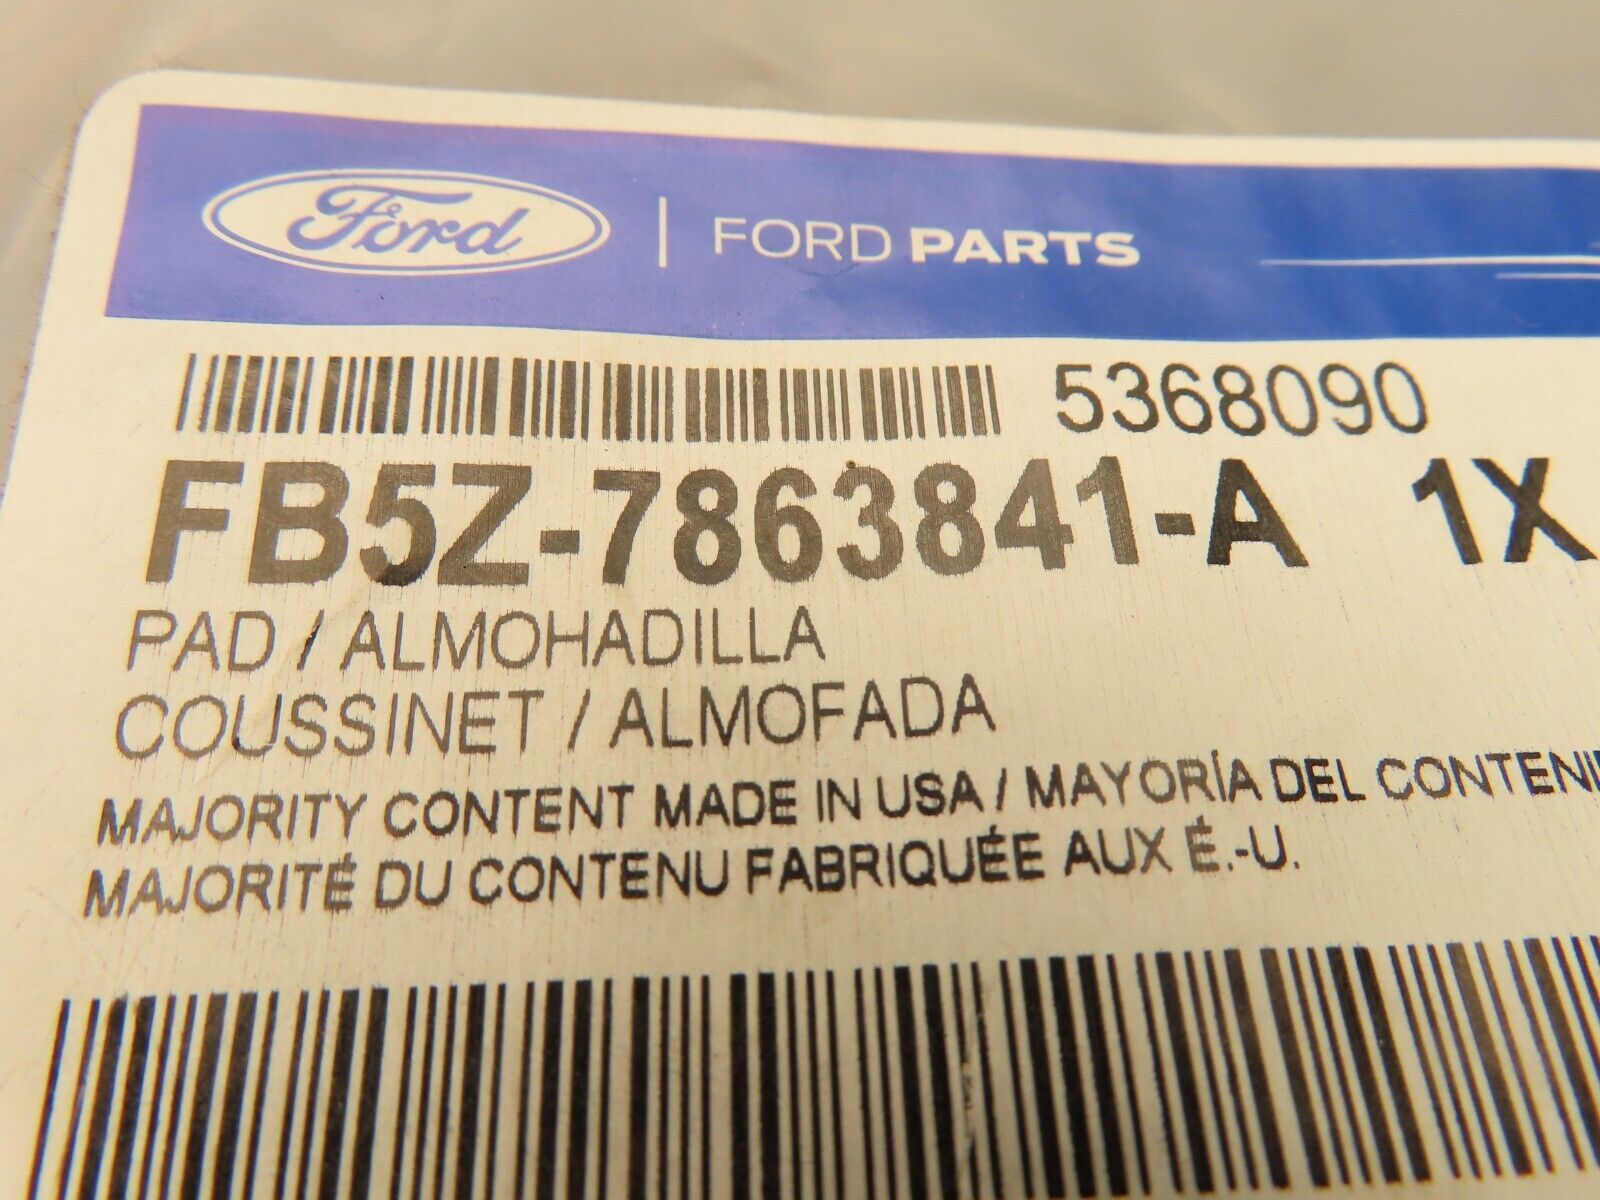 Ford | FORD PARTS
5368090
FB5Z-7863841-A 1X
PAD / ALMOHADILLA
COUSSINET / ALMOFADA
MAJORITY CONTENT MADE IN USA / MAYORÍA DEL
MAJORITÉ DU CONTENU FABRIQUÉE AUX É.-U.